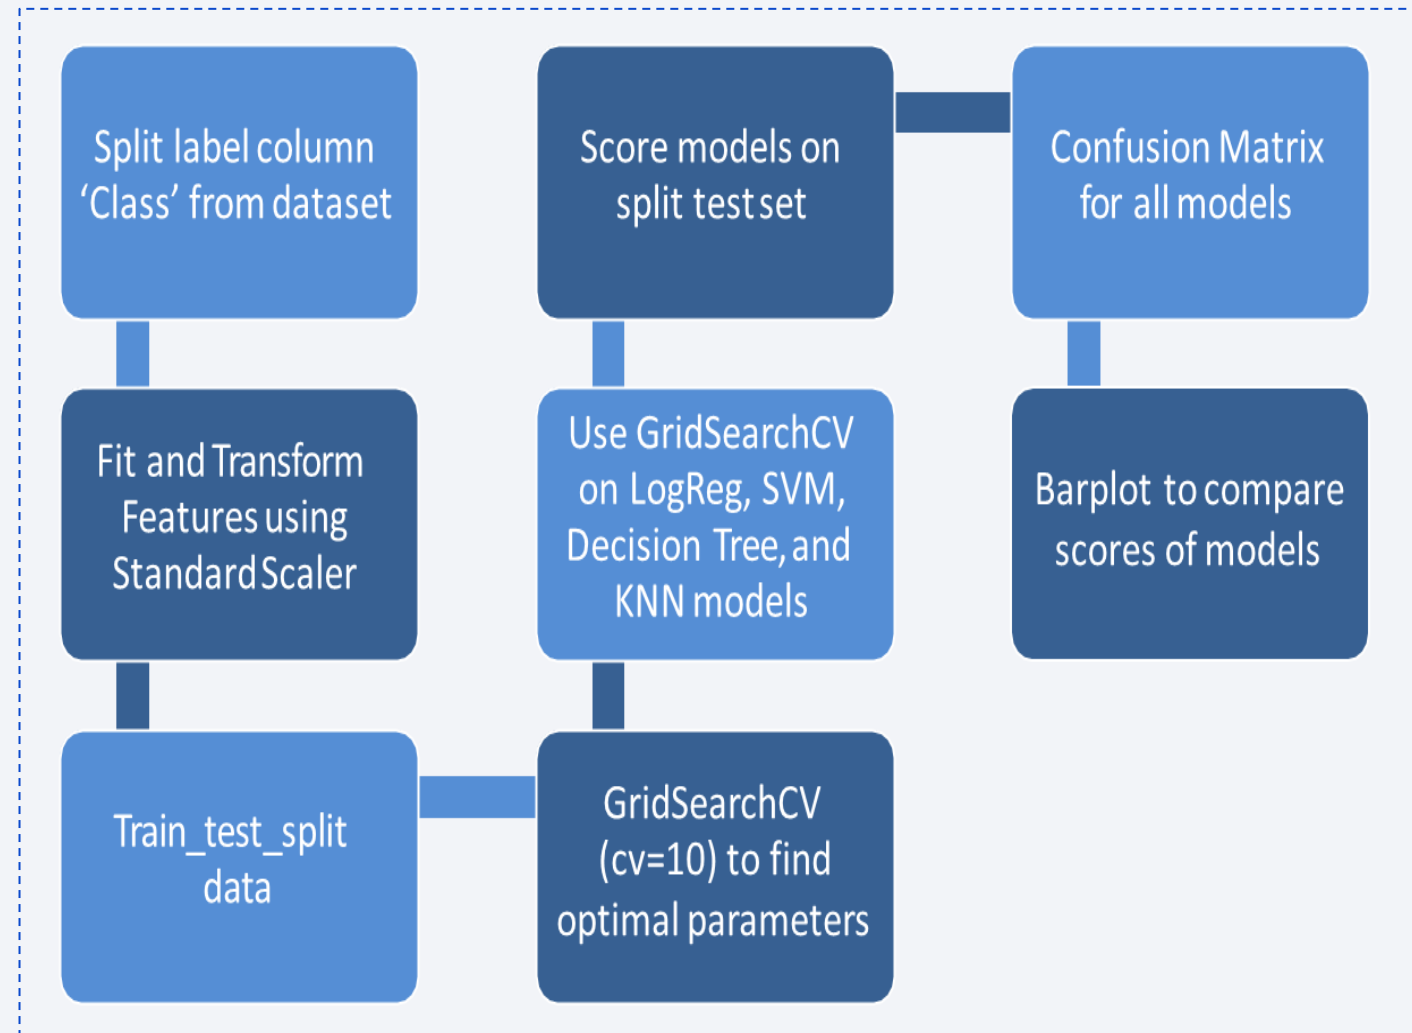 Split label column
‘Class’ from dataset
Fit and Transform
Features using
Standard Scaler
Train_test_split
data
GridSearchCV
(cv=10) to find
optimal parameters
Use GridSearchCV
on LogReg, SVM,
Decision Tree, and
KNN models
Score models on
split test set
Confusion Matrix
for all models
Barplot to compare
scores of models